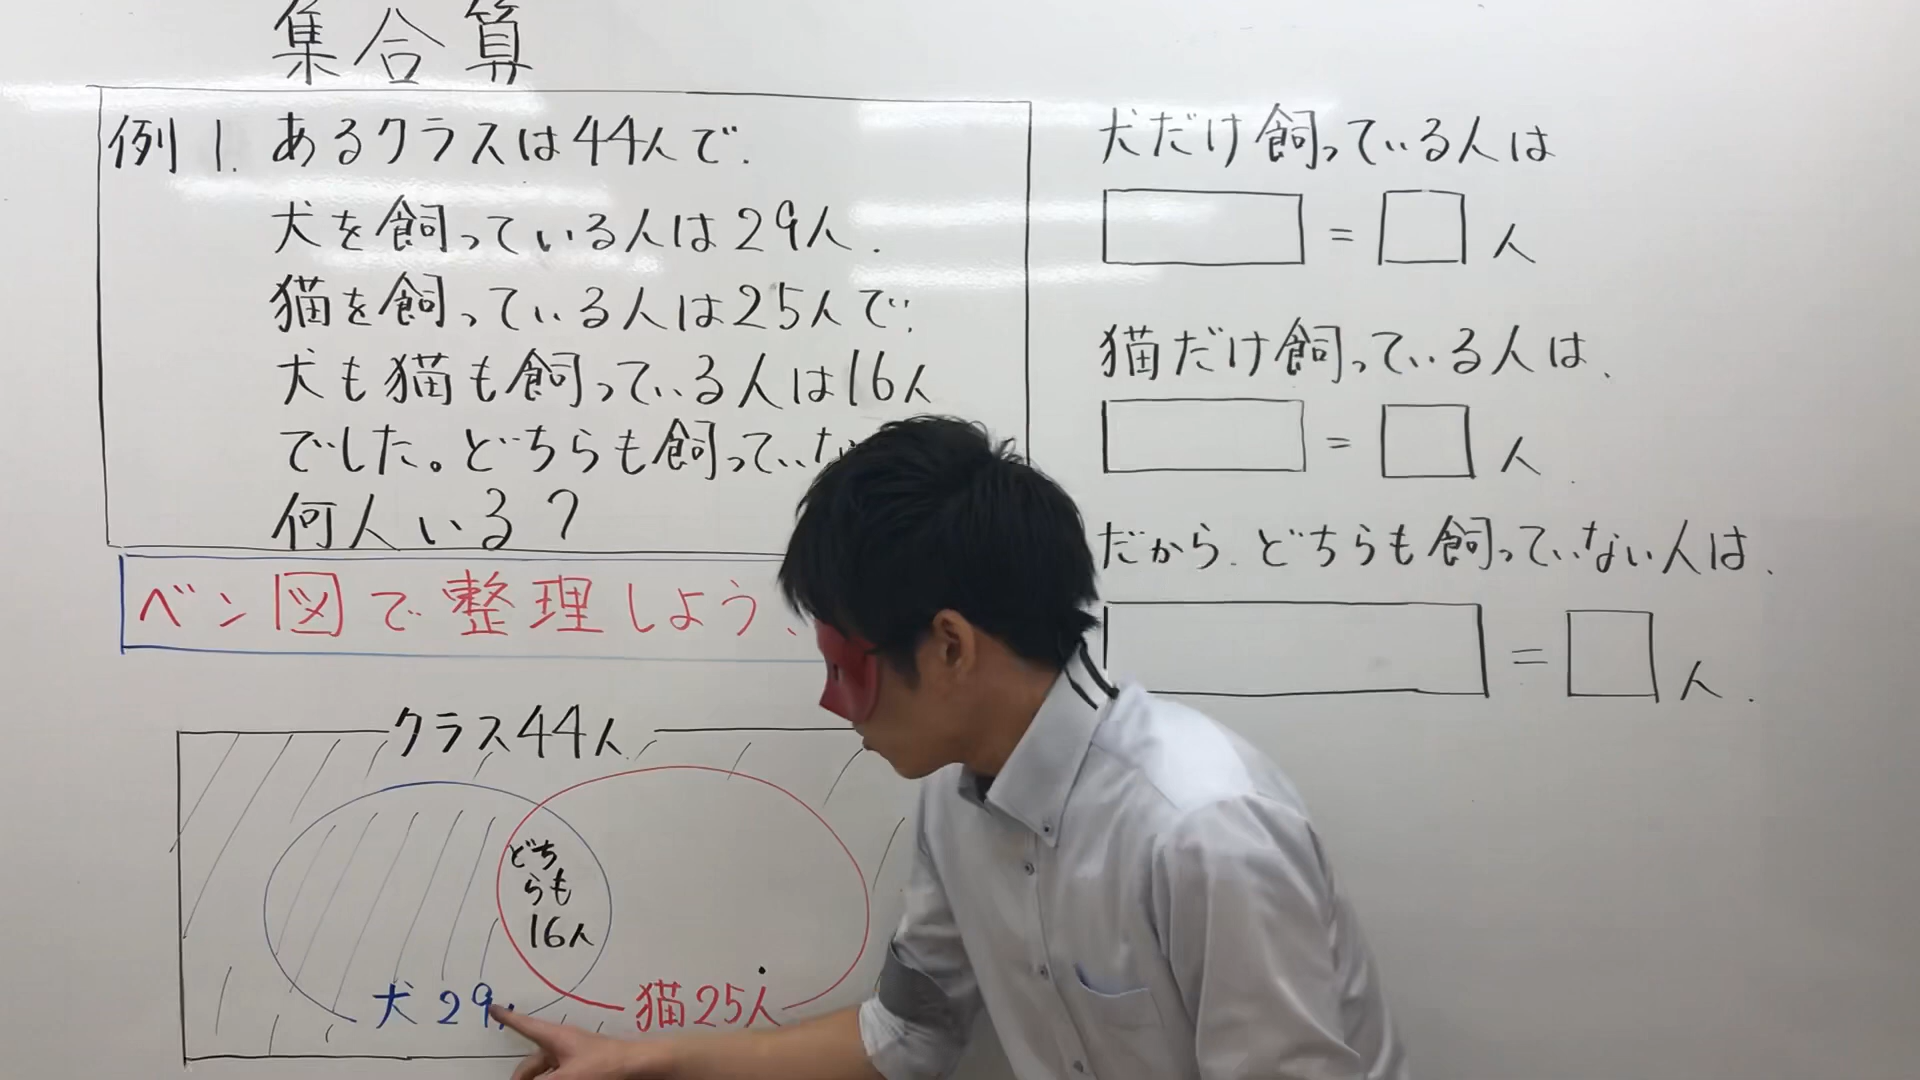 集合算
例1. あるクラスは44人で.
犬を飼っている人は29人.
猫を飼っている人は25人で.
犬も猫も飼っている人は16人
でした。どちらも飼ってい
何人いる?
ベン図で整理しよう.
クラス44人
どち
らも
16人
犬 29
猫25人
犬だけ飼っている人は
= 人
猫だけ飼っている人は.
= 人
だから.どちらも飼っていない人は.
= 人.